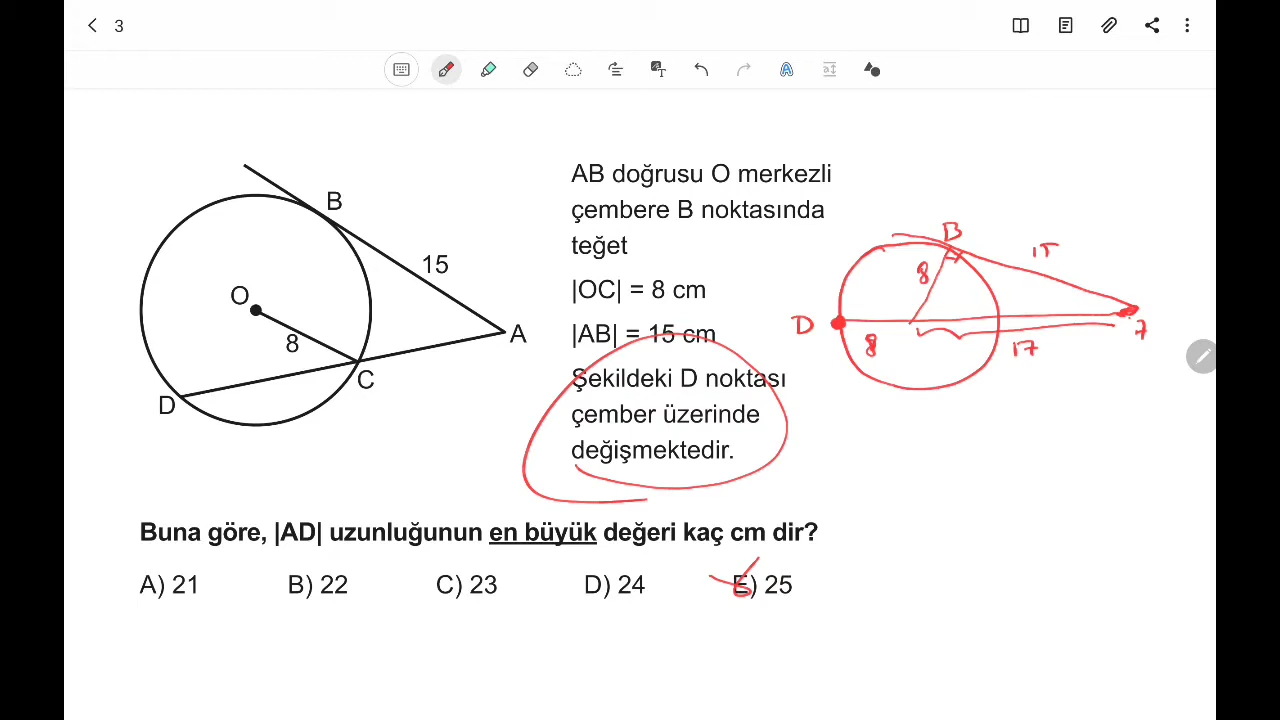 3
B
15
O
8
A
C
D
AB doğrusu O merkezli
çembere B noktasında
teğet
|OC| = 8 cm
|AB| = 15 cm
Şekildeki D noktası
çember üzerinde
değişmektedir.
B
15
8
D
8
17
Buna göre, |AD| uzunluğunun en büyük değeri kaç cm dir?
A) 21 B) 22 C) 23 D) 24 E) 25